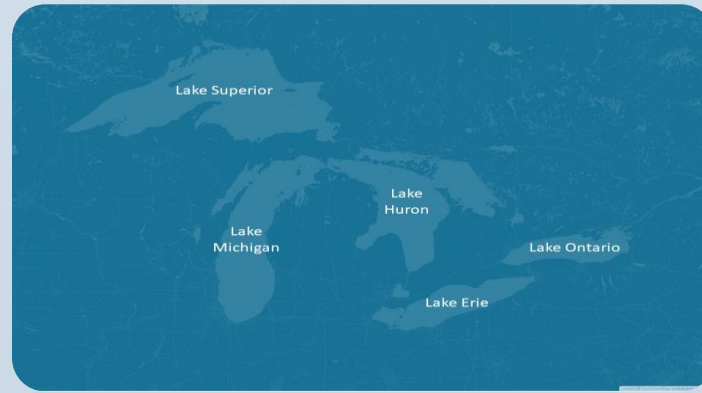 Lake Superior
Lake
Huron
Lake
Michigan
Lake Ontario
Lake Erie